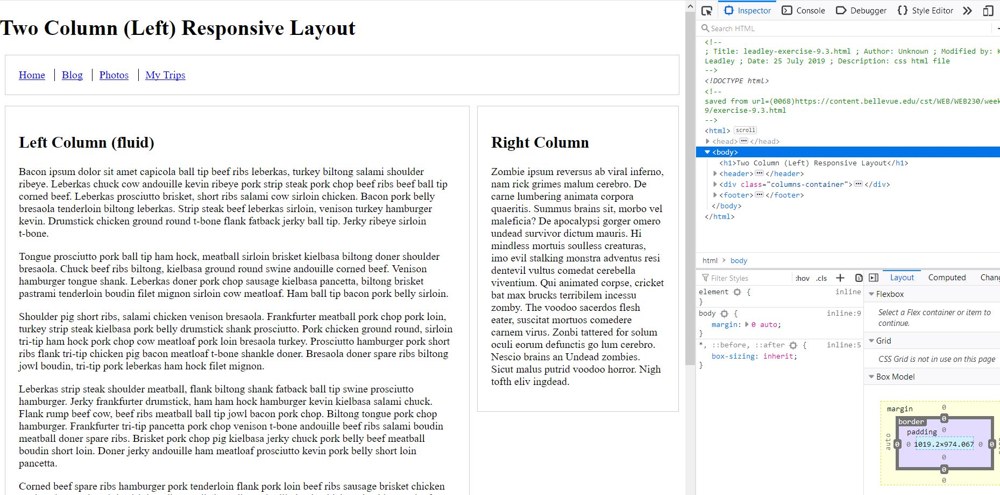 Two Column (Left) Responsive Layout
Home Blog Photos My Trips
Left Column (fluid)
Bacon ipsum dolor sit amet capicola ball tip beef ribs leberkas, turkey biltong salami shoulder
ribeye. Leberkas chuck cow andouille kevin ribeye pork strip steak pork chop beef ribs beef ball tip
corned beef. Leberkas prosciutto brisket, short ribs salami cow sirloin chicken. Bacon pork belly
bresaola tenderloin biltong leberkas. Strip steak beef leberkas sirloin, venison turkey hamburger
kevin. Drumstick chicken ground round t-bone flank fatback jerky ball tip. Jerky ribeye sirloin
t-bone.
Tongue prosciutto pork ball tip ham hock, meatball sirloin brisket kielbasa biltong doner shoulder
bresaola. Chuck beef ribs biltong, kielbasa ground round swine andouille corned beef. Venison
hamburger tongue shank. Leberkas doner pork chop sausage kielbasa pancetta, biltong brisket
pastrami tenderloin boudin filet mignon sirloin cow meatloaf. Ham ball tip bacon pork belly sirloin.
Shoulder pig short ribs, salami chicken venison bresaola. Frankfurter meatball pork chop pork loin,
turkey strip steak kielbasa pork belly drumstick shank prosciutto. Pork chicken ground round, sirloin
tri-tip ham hock pork chop cow meatloaf pork loin bresaola turkey. Prosciutto hamburger pork short
ribs flank tri-tip chicken pig bacon meatloaf t-bone shankle doner. Bresaola doner spare ribs biltong
jowl boudin, tri-tip pork leberkas ham hock filet mignon.
Leberkas strip steak shoulder meatball, flank biltong shank fatback ball tip swine prosciutto
hamburger. Jerky frankfurter drumstick, ham ham hock hamburger kevin kielbasa salami chuck.
Flank rump beef cow, beef ribs meatball ball tip jowl bacon pork chop. Biltong tongue pork chop
hamburger. Frankfurter tri-tip pancetta pork chop venison t-bone andouille beef ribs salami boudin
meatball doner spare ribs. Brisket pork chop pig kielbasa jerky chuck pork belly beef meatball
boudin short loin. Doner jerky andouille ham meatloaf prosciutto kevin pork belly short loin
pancetta.
Corned beef spare ribs hamburger pork tenderloin flank pork loin beef ribs sausage brisket chicken
Right Column
Zombie ipsum reversus ab viral inferno,
nam rick grimes malum cerebro. De
carne lumbering animata corpora
quaeritis. Summus brains sit, morbo vel
maleficia? De apocalypsi gorger omero
undead survivor dictum mauris. Hi
mindless mortuis soulless creaturas,
imo evil stalking monstra adventus resi
dentevil vultus comedat cerebella
viventium. Qui animated corpse, cricket
bat max brucks terribilem incessu
zomby. The voodoo sacerdos flesh
eater, suscitat mortuos comedere
carnem virus. Zonbi tattered for solum
oculi eorum defunctis go lum cerebro.
Nescio brains an Undead zombies.
Sicut malus putrid voodoo horror. Nigh
tofth eliv ingdead.
Inspector Console Debugger {} Style Editor
Search HTML
<!--
; Title: leadley-exercise-9.3.html ; Author: Unknown ; Modified by: K
Leadley ; Date: 25 July 2019 ; Description: css html file
-->
<!DOCTYPE html>
<!--
saved from url=(0068)https://content.bellevue.edu/cst/WEB/WEB230/week
9/exercise-9.3.html
-->
<html> scroll
<head>⋯</head>
<body>
<h1>Two Column (Left) Responsive Layout</h1>
<header>⋯</header>
<div class="columns-container">⋯</div>
<footer>⋯</footer>
</body>
</html>
html > body
Filter Styles :hov .cls +
element { inline
}
body { inline:9
margin: 0 auto;
}
*, ::before, ::after { inline:5
box-sizing: inherit;
}
Layout Computed Chang
Flexbox
Select a Flex container or item to
continue.
Grid
CSS Grid is not in use on this page
Box Model
margin 0
border 0
padding 0
auto 0 0 1019.2×974.067 0 0
0
0
0